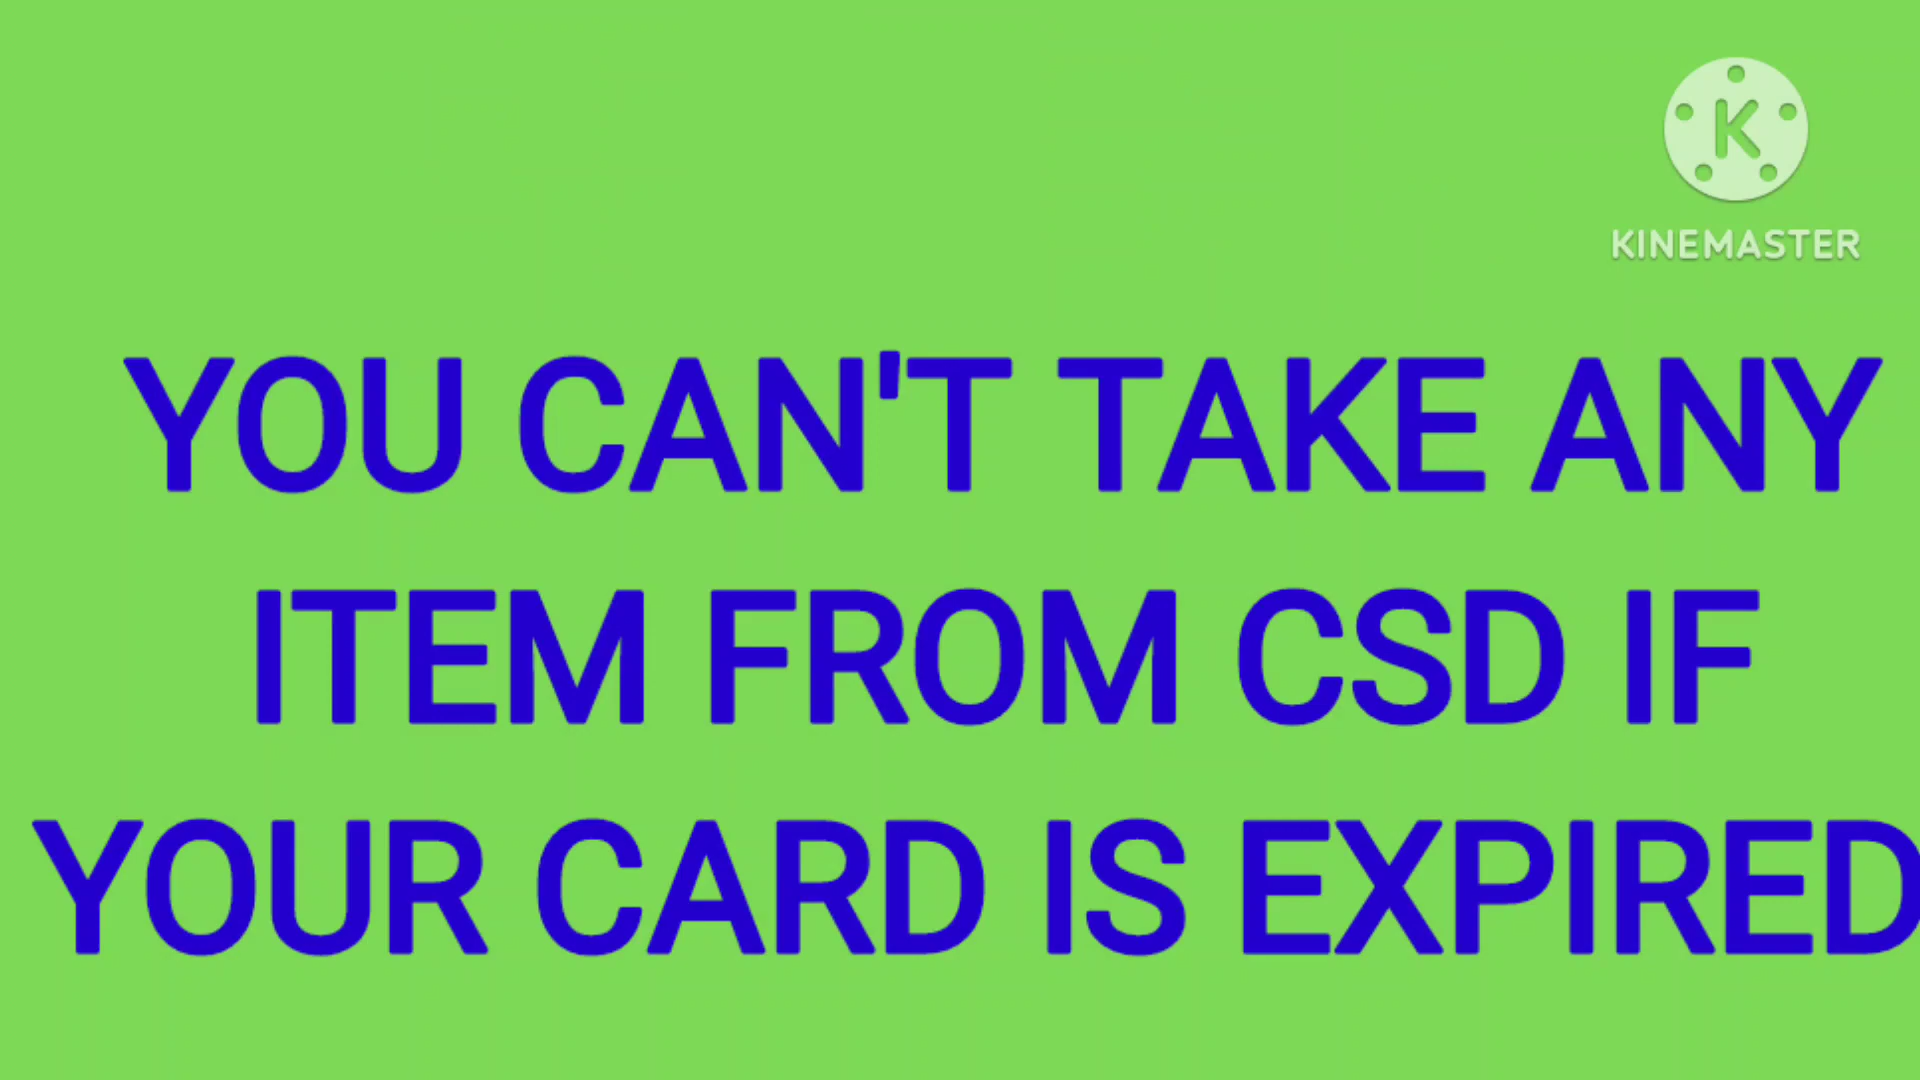 K
KINEMASTER
YOU CAN'T TAKE ANY
ITEM FROM CSD IF
YOUR CARD IS EXPIRED